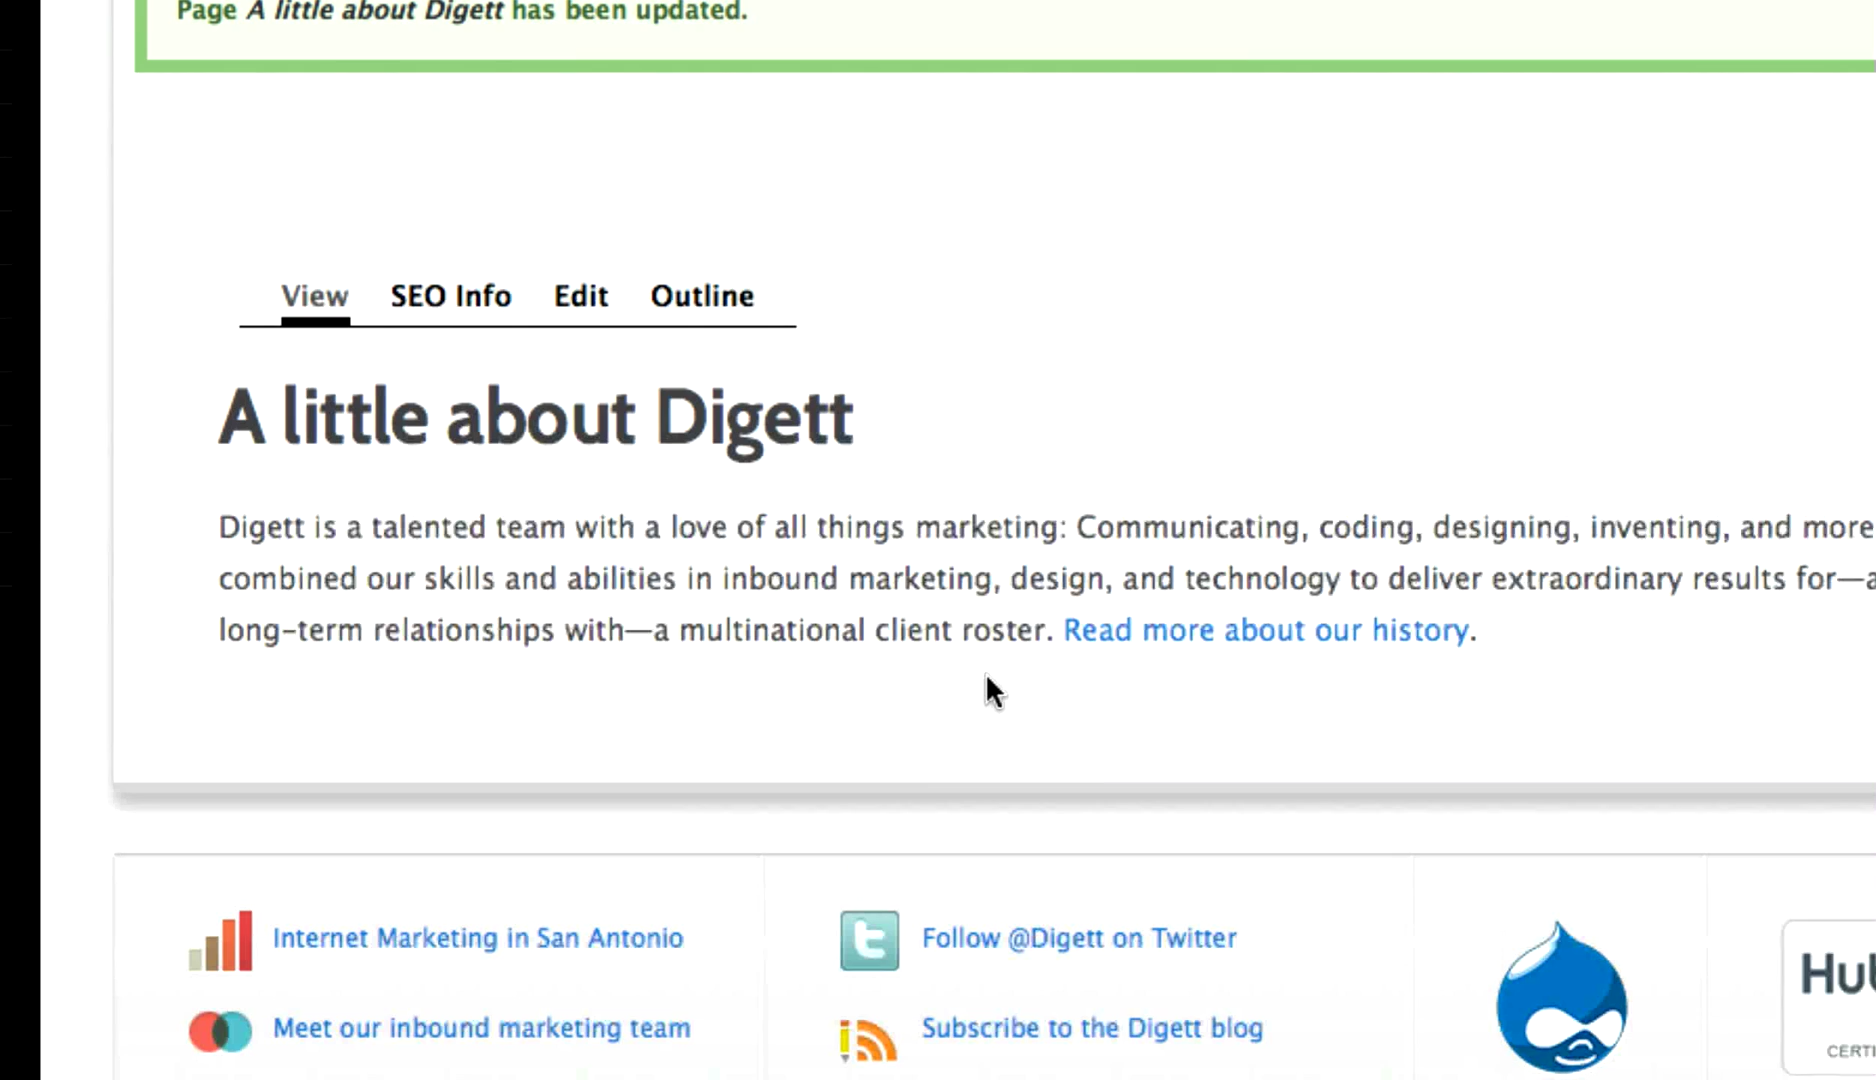 Page A little about Digett has been updated.
View SEO Info Edit Outline
A little about Digett
Digett is a talented team with a love of all things marketing: Communicating, coding, designing, inventing, and more
combined our skills and abilities in inbound marketing, design, and technology to deliver extraordinary results for—a
long-term relationships with—a multinational client roster. Read more about our history.
Internet Marketing in San Antonio
Follow @Digett on Twitter
Meet our inbound marketing team
Subscribe to the Digett blog